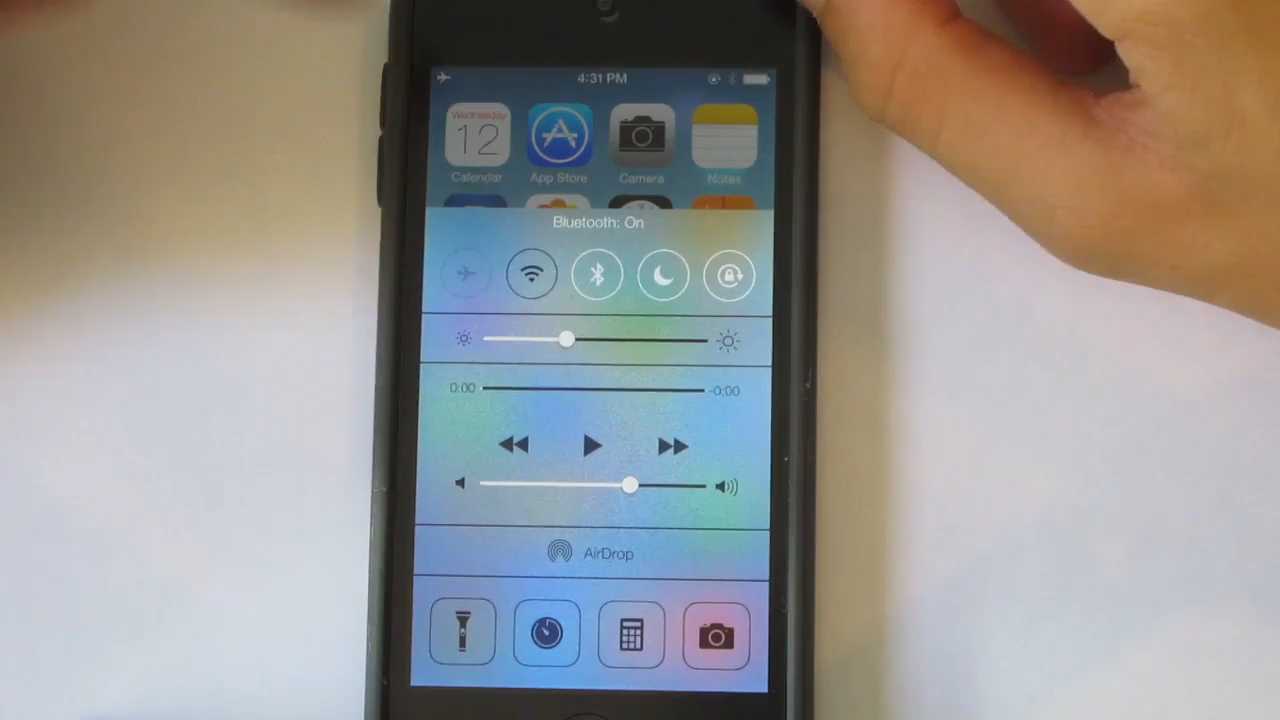 4:31 PM
Wednesday
12
Calendar
App Store
Camera
Notes
Bluetooth: On
0:00
-0:00
AirDrop